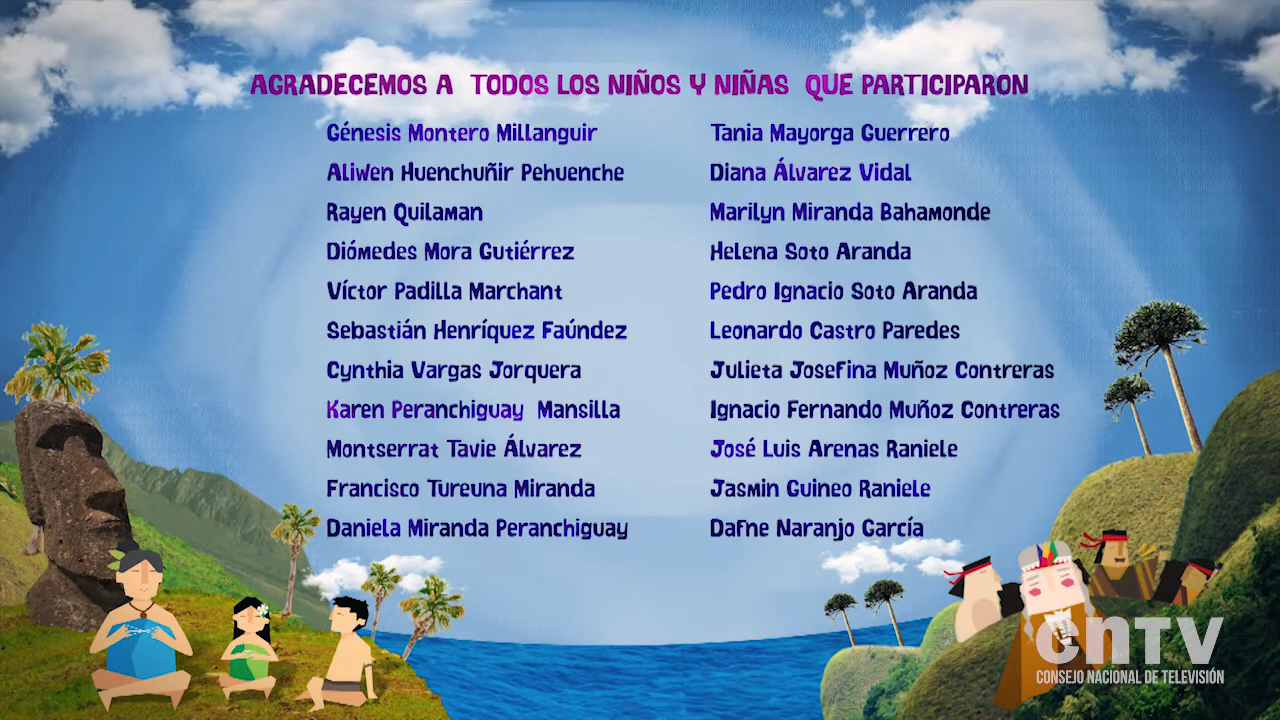 AGRADECEMOS A TODOS LOS NIÑOS Y NIÑAS QUE PARTICIPARON
Génesis Montero Millanguir
Aliwen Huenchuñir Pehuenche
Rayen Quilaman
Diómedes Mora Gutiérrez
Víctor Padilla Marchant
Sebastián Henríquez Faúndez
Cynthia Vargas Jorquera
Karen Peranchiguay Mansilla
Montserrat Tavie Álvarez
Francisco Tureuna Miranda
Daniela Miranda Peranchiguay
Tania Mayorga Guerrero
Diana Álvarez Vidal
Marilyn Miranda Bahamonde
Helena Soto Aranda
Pedro Ignacio Soto Aranda
Leonardo Castro Paredes
Julieta Josefina Muñoz Contreras
Ignacio Fernando Muñoz Contreras
José Luis Arenas Raniele
Jasmin Guineo Raniele
Dafne Naranjo García
cnTV
CONSEJO NACIONAL DE TELEVISIÓN